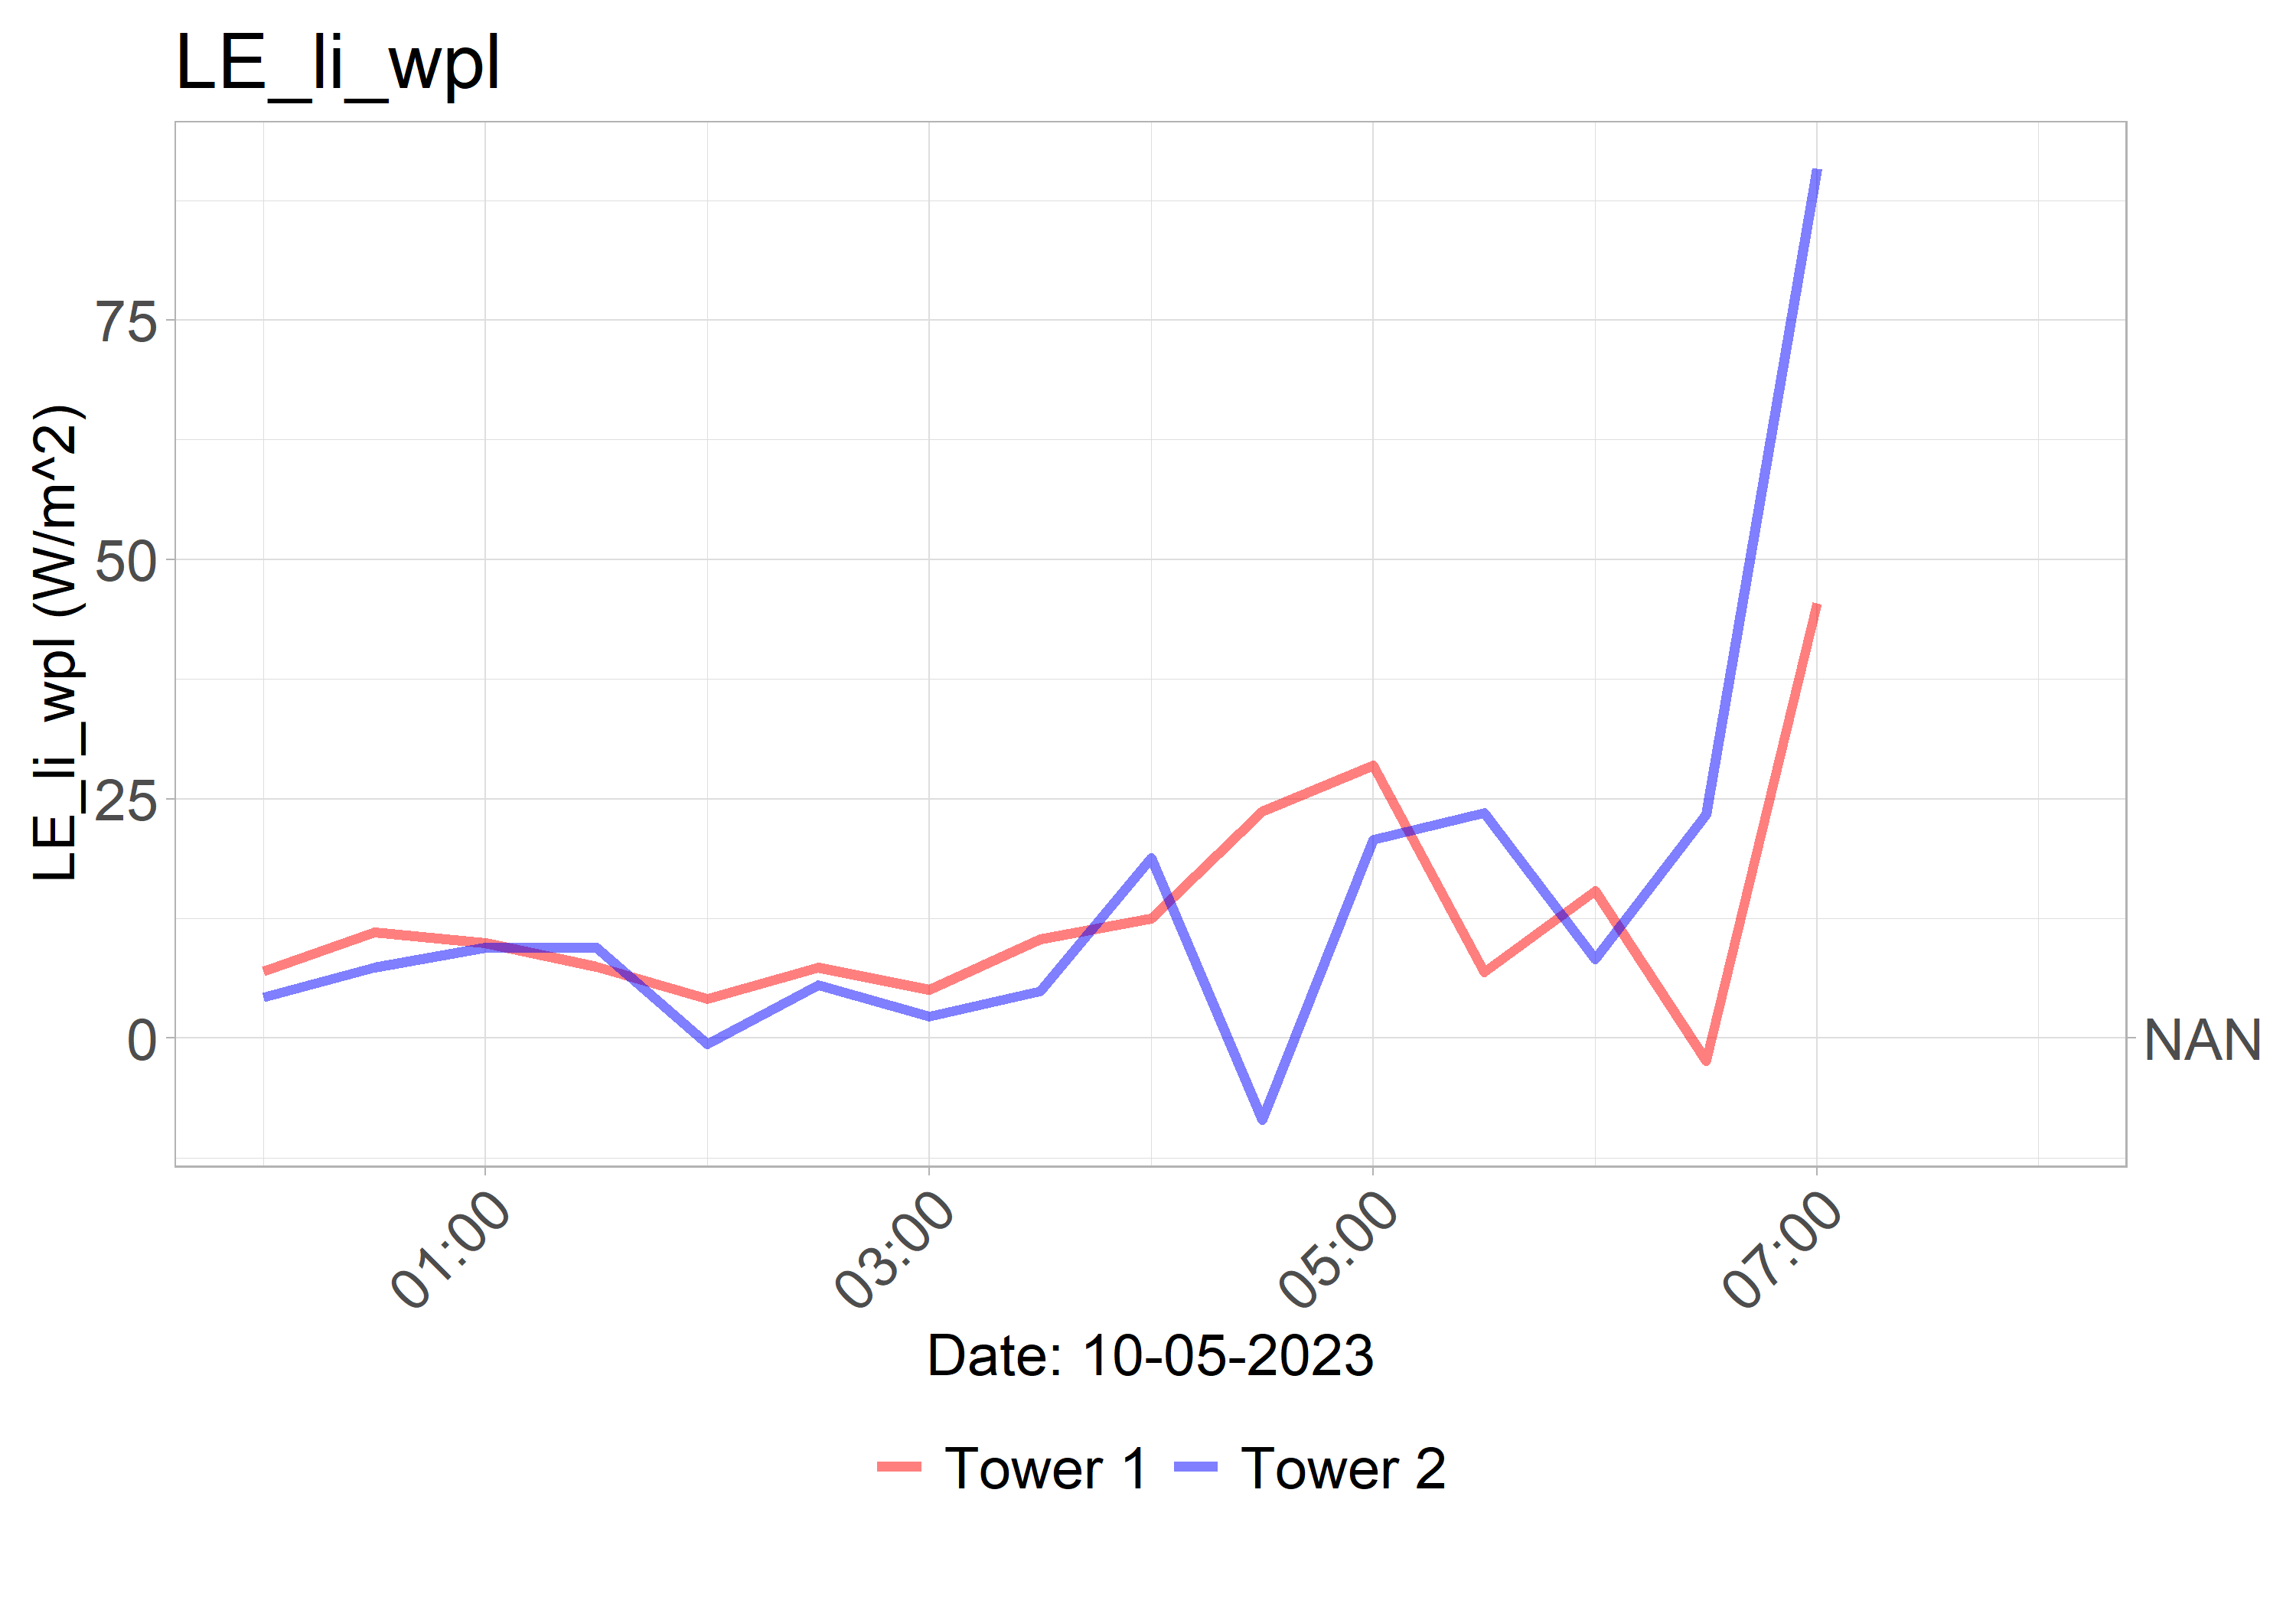 LE_li_wpl
LE_li_wpl (W/m^2)
75
50
25
0
NAN
01:00
03:00
05:00
07:00
Date: 10-05-2023
Tower 1
Tower 2